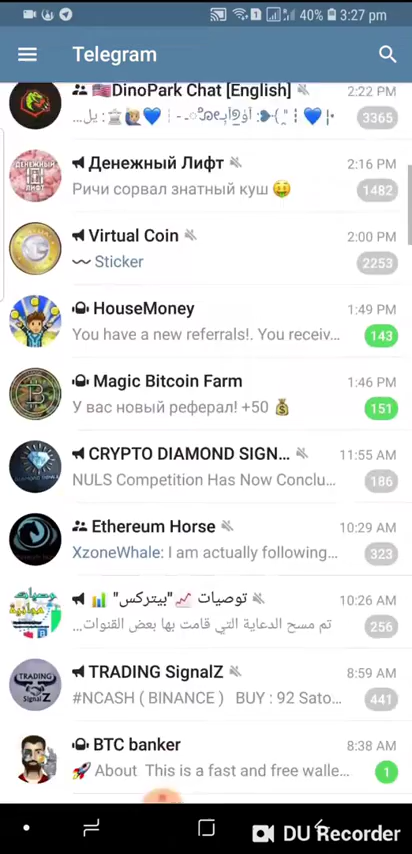 1 40% 3:27 pm
Telegram
DinoPark Chat [English] 2:22 PM
3365
Денежный Лифт 2:16 PM
Ричи сорвал знатный куш 1482
Virtual Coin 2:00 PM
Sticker 2253
HouseMoney 1:49 PM
You have a new referrals!. You receiv... 143
Magic Bitcoin Farm 1:46 PM
У вас новый реферал! +50 151
CRYPTO DIAMOND SIGN... 11:55 AM
NULS Competition Has Now Conclu... 186
Ethereum Horse 10:29 AM
XzoneWhale: I am actually following... 323
توصيات "بيتركس" 10:26 AM
تم مسح الدعاية التي قامت بها بعض القنوات... 256
TRADING SignalZ 8:59 AM
#NCASH ( BINANCE ) BUY : 92 Sato... 441
BTC banker 8:38 AM
About This is a fast and free walle... 1
DU Recorder